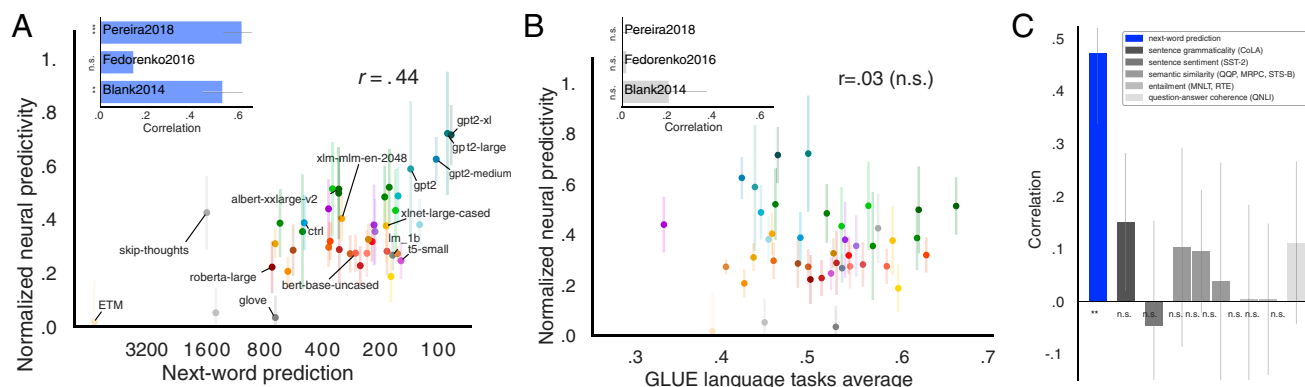 A
Normalized neural predictivity
1.
.8
.6
.4
.2
.0
**
Pereira2018
n.s.
Fedorenko2016
**
Blank2014
.0 .2 .4 .6
Correlation
r = .44
gpt2-xl
gpt2-large
gpt2-medium
gpt2
xlm-mlm-en-2048
albert-xxlarge-v2
xlnet-large-cased
ctrl
skip-thoughts
lm_1b
t5-small
roberta-large
bert-base-uncased
ETM
glove
3200 1600 800 400 200 100
Next-word prediction
B
Normalized neural predictivity
1.
.8
.6
.4
.2
.0
n.s.
Pereira2018
n.s.
Fedorenko2016
n.s.
Blank2014
.0 .2 .4 .6
Correlation
r=.03 (n.s.)
.3 .4 .5 .6 .7
GLUE language tasks average
C
Correlation
.5
.4
.3
.2
.1
.0
-.1
next-word prediction
sentence grammaticality (CoLA)
sentence sentiment (SST-2)
semantic similarity (QQP, MRPC, STS-B)
entailment (MNLT, RTE)
question-answer coherence (QNLI)
** n.s. n.s. n.s. n.s. n.s. n.s. n.s. n.s.